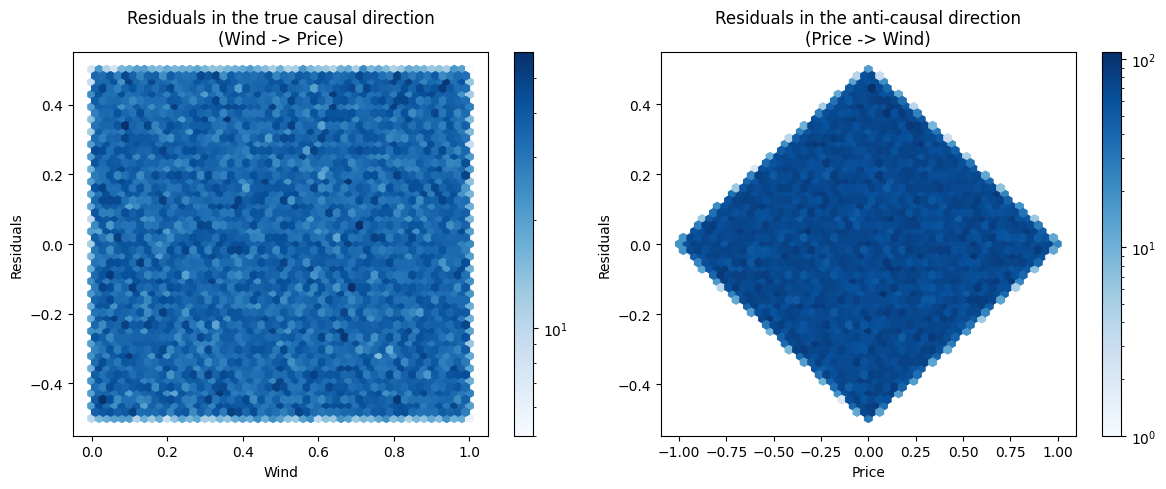 Residuals in the true causal direction
(Wind -> Price)
0.4
0.2
0.0
−0.2
−0.4
Residuals
0.0 0.2 0.4 0.6 0.8 1.0
Wind
10¹
Residuals in the anti-causal direction
(Price -> Wind)
0.4
0.2
0.0
−0.2
−0.4
Residuals
−1.00 −0.75 −0.50 −0.25 0.00 0.25 0.50 0.75 1.00
Price
10²
10¹
10⁰